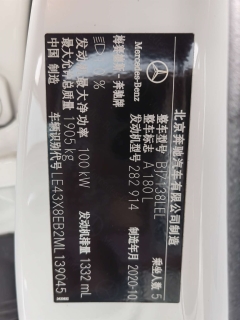 北京奔驰汽车有限公司制造
整车型号 BJ7138LEL 乘坐人数 5
整车标志 A 180 L
发动机型号 282 914 制造年月 2020-10
Mercedes-Benz
梅赛德斯-奔驰牌
%
发动机最大净功率 100 kW 发动机排量 1332 mL
最大允许总质量 1905 kg
车辆识别代号 LE43X8EB2ML139045
中国 制造